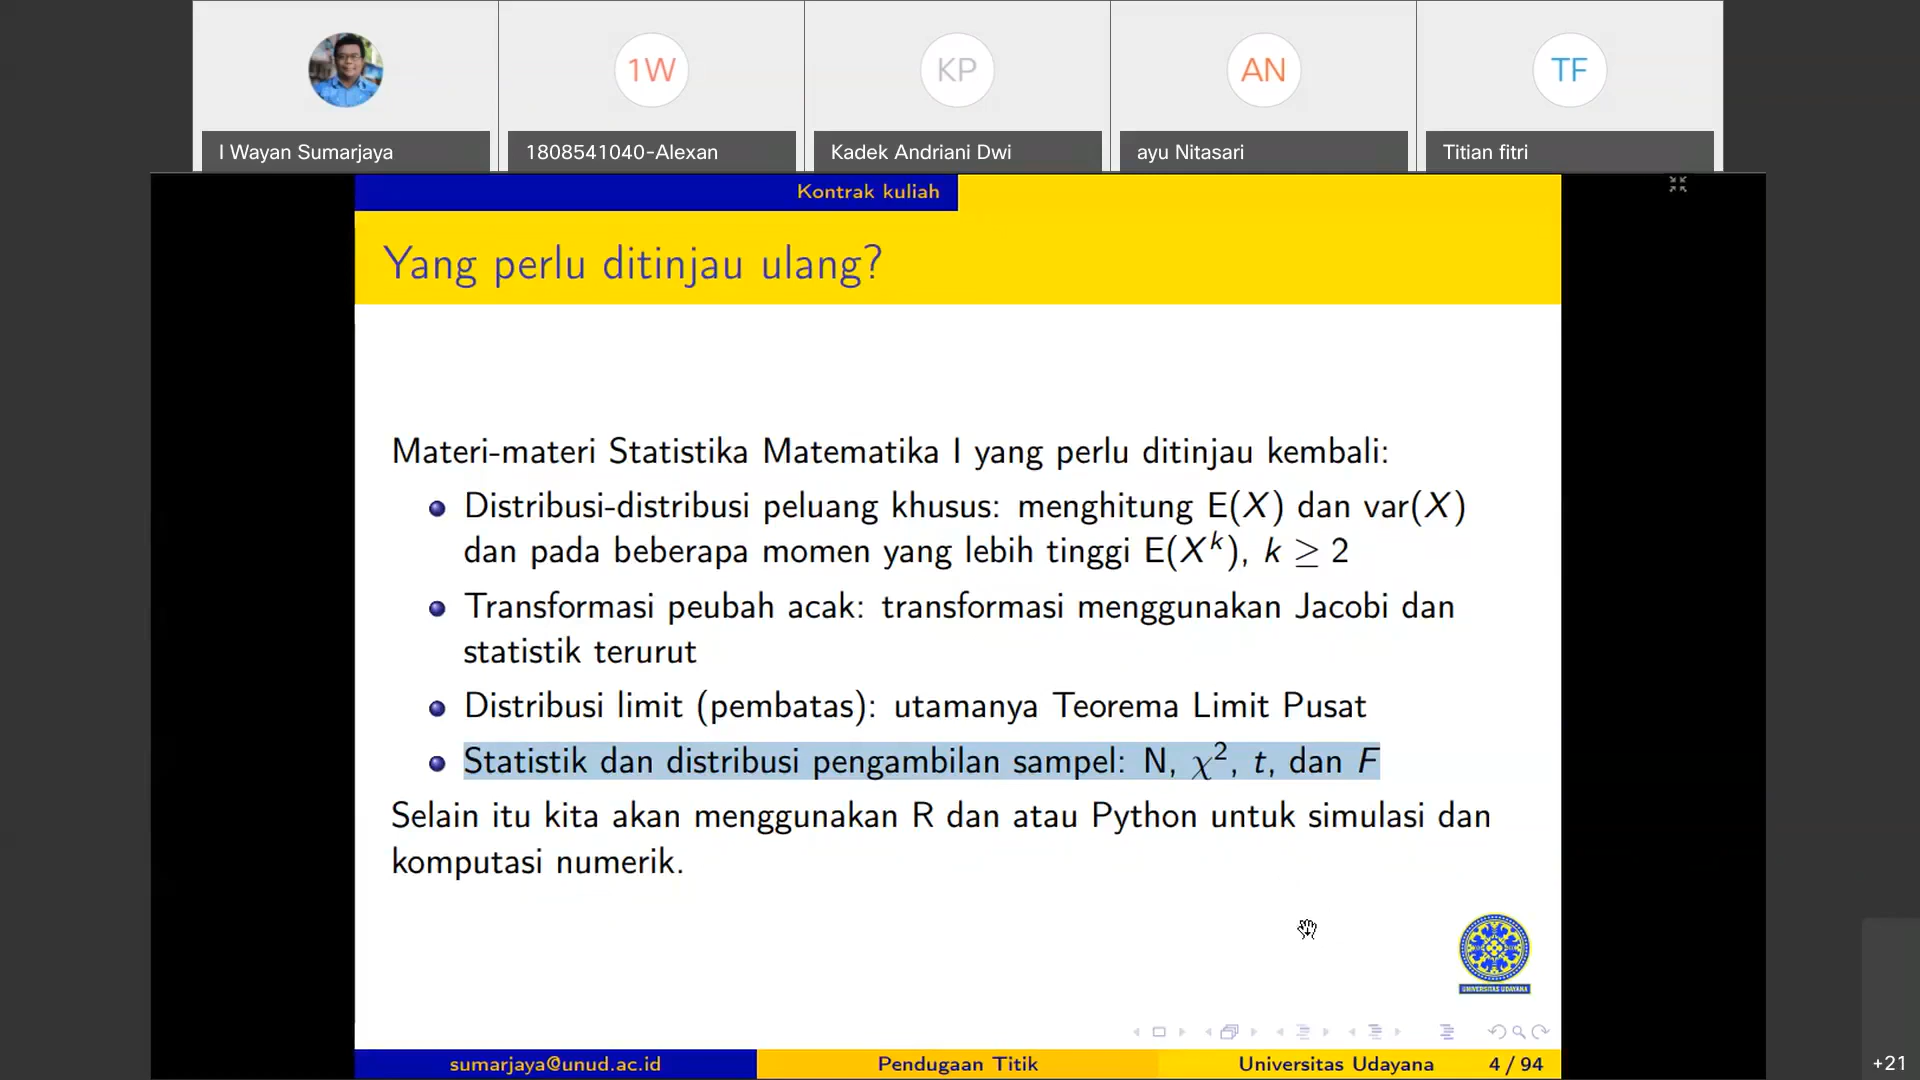 1W
KP
AN
TF
I Wayan Sumarjaya
1808541040-Alexan
Kadek Andriani Dwi
ayu Nitasari
Titian fitri
Kontrak kuliah
Yang perlu ditinjau ulang?
Materi-materi Statistika Matematika I yang perlu ditinjau kembali:
Distribusi-distribusi peluang khusus: menghitung E(X) dan var(X)
dan pada beberapa momen yang lebih tinggi E(Xᵏ), k ≥ 2
Transformasi peubah acak: transformasi menggunakan Jacobi dan
statistik terurut
Distribusi limit (pembatas): utamanya Teorema Limit Pusat
Statistik dan distribusi pengambilan sampel: N, χ², t, dan F
Selain itu kita akan menggunakan R dan atau Python untuk simulasi dan
komputasi numerik.
UNIVERSITAS UDAYANA
sumarjaya@unud.ac.id
Pendugaan Titik
Universitas Udayana
4 / 94
+21